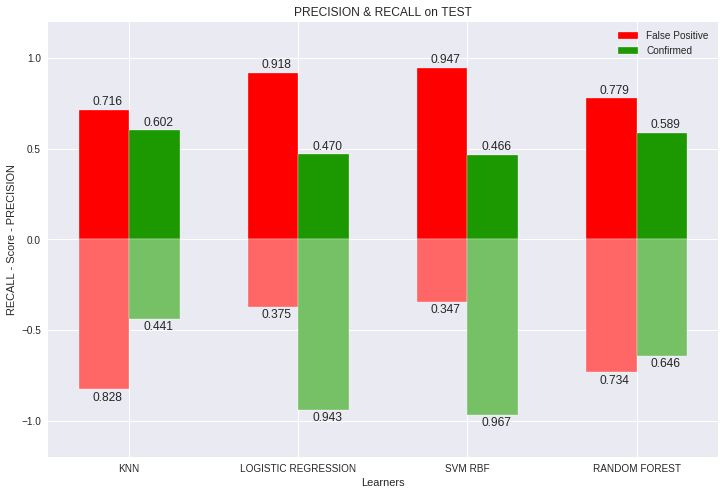 PRECISION & RECALL on TEST
False Positive
Confirmed
RECALL - Score - PRECISION
1.0
0.5
0.0
−0.5
−1.0
0.716
0.602
0.918
0.470
0.947
0.466
0.779
0.589
0.828
0.441
0.375
0.943
0.347
0.967
0.734
0.646
KNN
LOGISTIC REGRESSION
SVM RBF
RANDOM FOREST
Learners